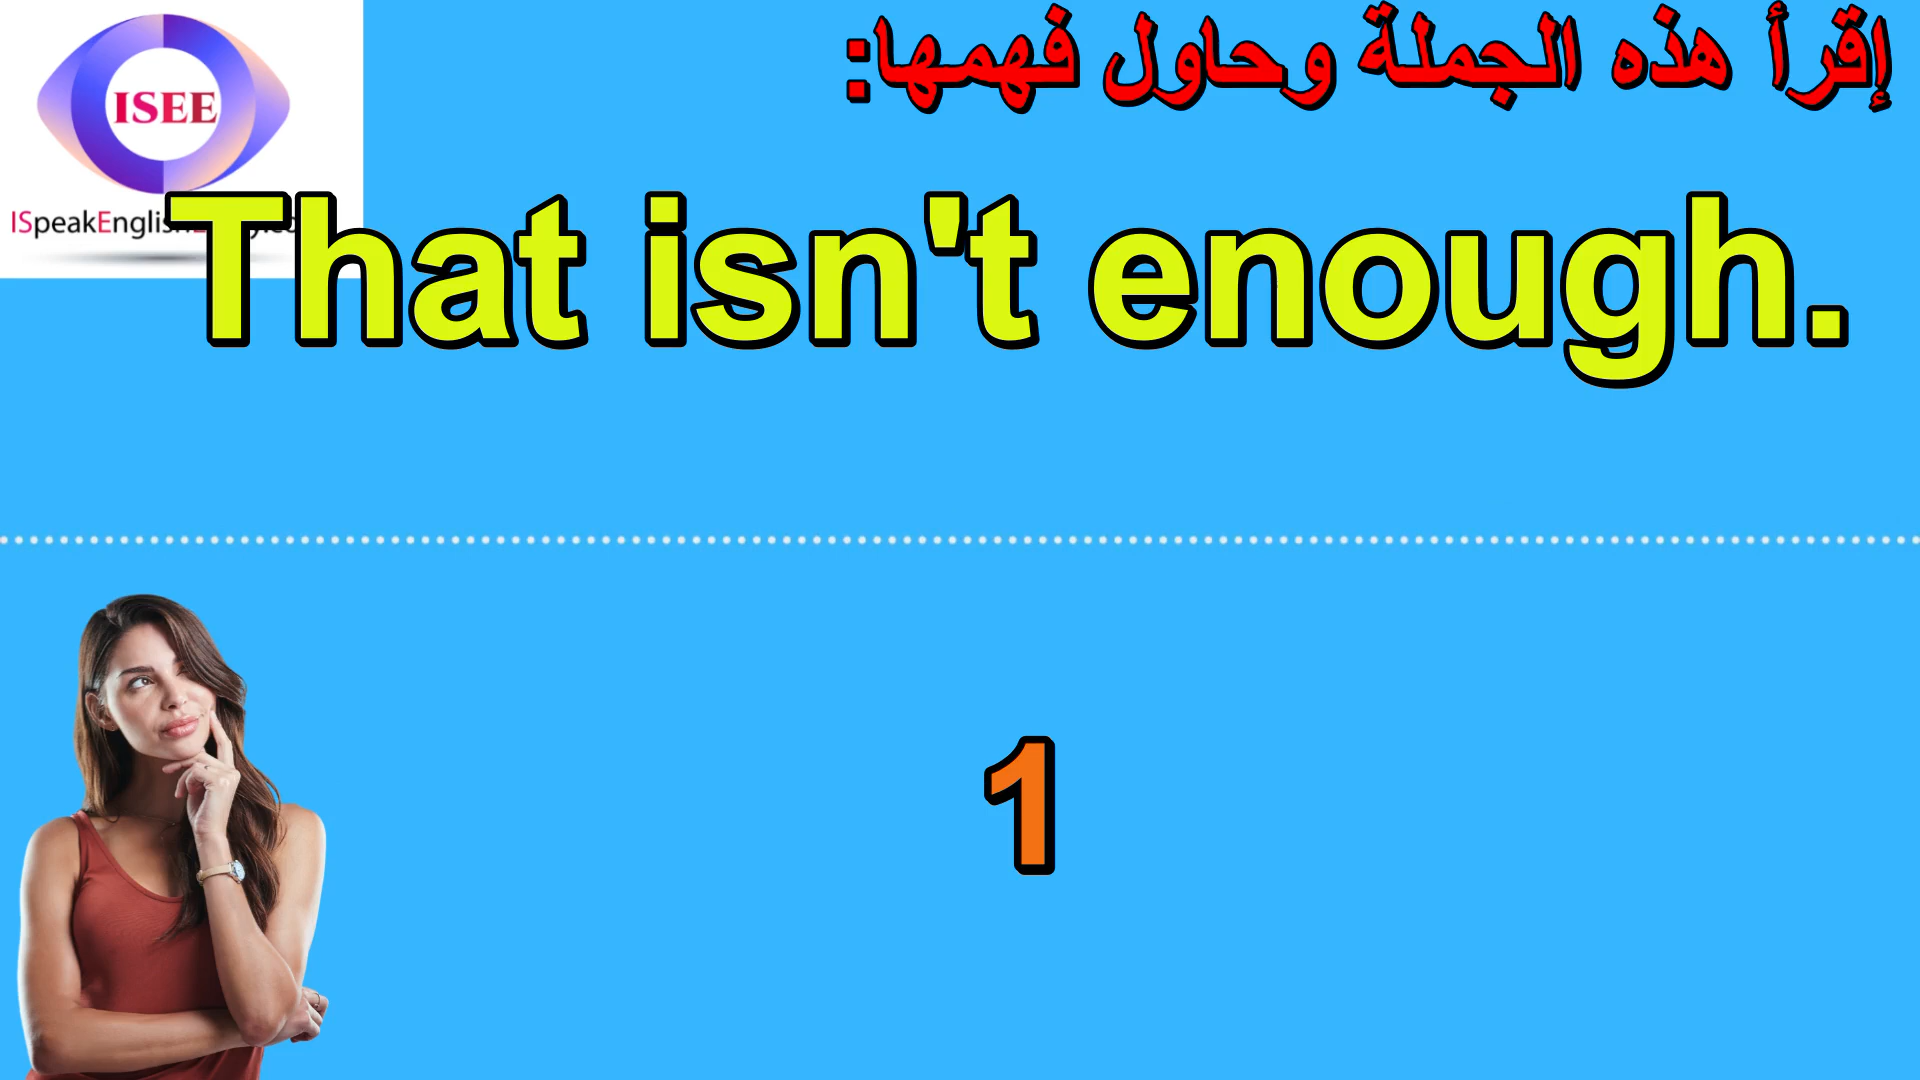 إقرأ هذه الجملة وحاول فهمها:
ISEE
That isn't enough.
1